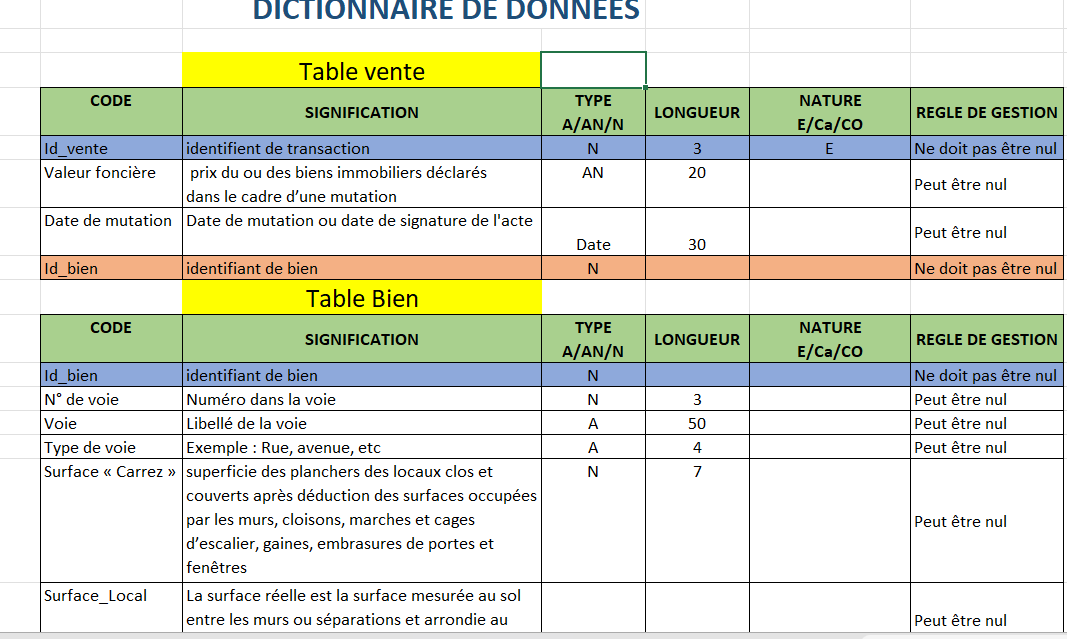 DICTIONNAIRE DE DONNEES
Table vente
CODE SIGNIFICATION TYPE A/AN/N LONGUEUR NATURE E/Ca/CO REGLE DE GESTION
Id_vente identifient de transaction N 3 E Ne doit pas être nul
Valeur foncière prix du ou des biens immobiliers déclarés AN 20
dans le cadre d’une mutation Peut être nul
Date de mutation Date de mutation ou date de signature de l'acte Peut être nul
Date 30
Id_bien identifiant de bien N Ne doit pas être nul
Table Bien
CODE SIGNIFICATION TYPE A/AN/N LONGUEUR NATURE E/Ca/CO REGLE DE GESTION
Id_bien identifiant de bien N Ne doit pas être nul
N° de voie Numéro dans la voie N 3 Peut être nul
Voie Libellé de la voie A 50 Peut être nul
Type de voie Exemple : Rue, avenue, etc A 4 Peut être nul
Surface « Carrez » superficie des planchers des locaux clos et N 7
couverts après déduction des surfaces occupées
par les murs, cloisons, marches et cages Peut être nul
d’escalier, gaines, embrasures de portes et
fenêtres
Surface_Local La surface réelle est la surface mesurée au sol
entre les murs ou séparations et arrondie au Peut être nul